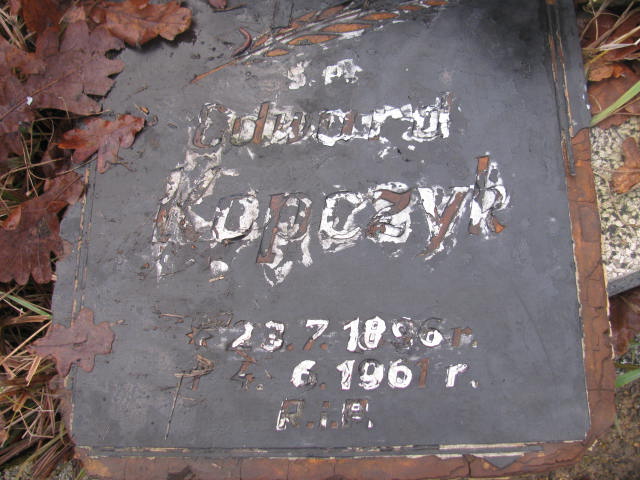 ś. P.
Edward
Kopczyk
* 23. 7. 1896 r.
† 4. 6. 1961 r.
R.I.P.